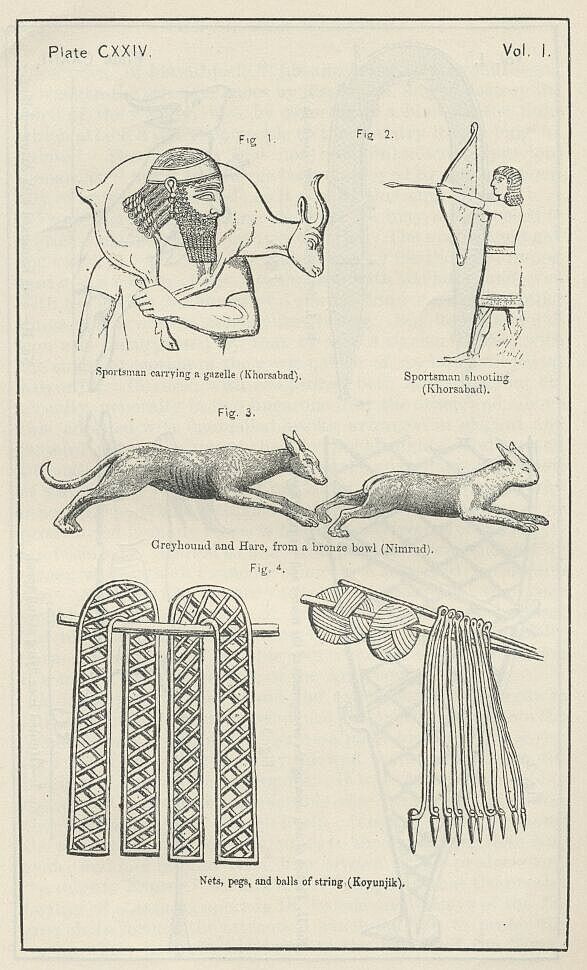 Plate CXXIV.
Vol. I.
Fig 1.
Fig 2.
Sportsman carrying a gazelle (Khorsabad).
Sportsman shooting
(Khorsabad).
Fig. 3.
Greyhound and Hare, from a bronze bowl (Nimrud).
Fig. 4.
Nets, pegs, and balls of string (Koyunjik).